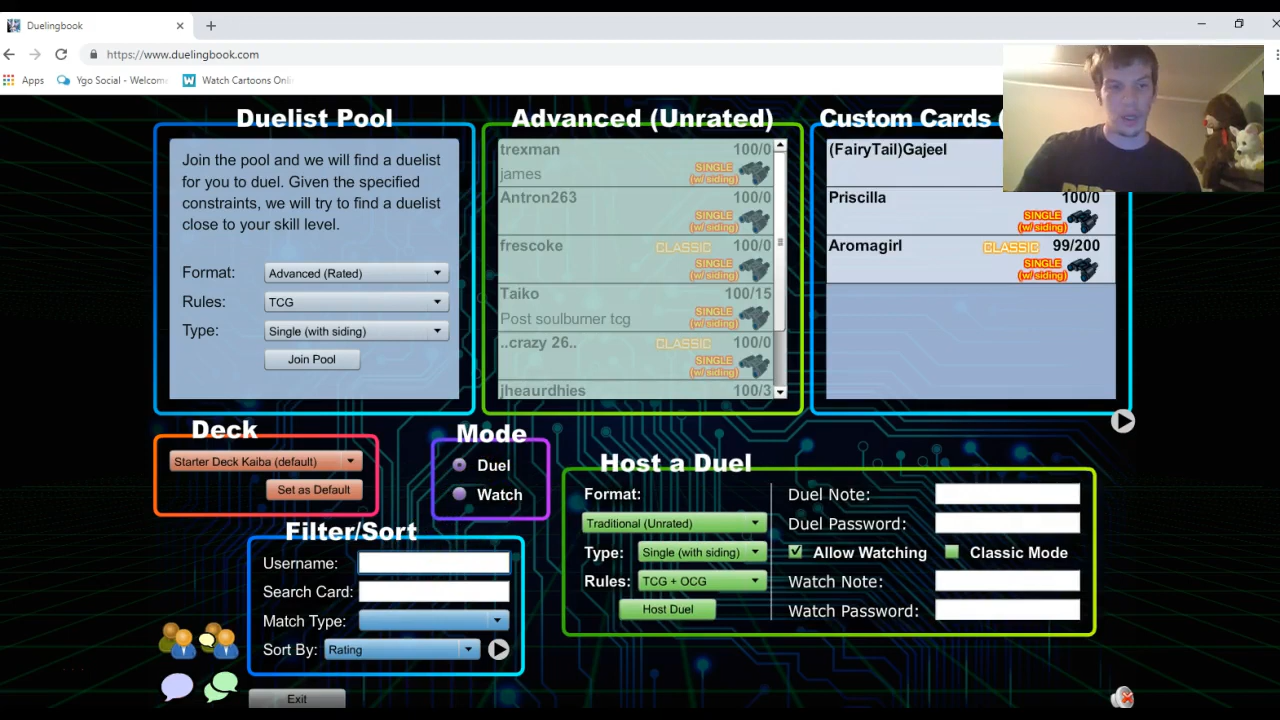 Duelingbook
https://www.duelingbook.com
Apps
Ygo Social - Welcom
Watch Cartoons Onli
Duelist Pool
Join the pool and we will find a duelist
for you to duel. Given the specified
constraints, we will try to find a duelist
close to your skill level.
Format: Advanced (Rated)
Rules: TCG
Type: Single (with siding)
Join Pool
Advanced (Unrated)
trexman 100/0
james SINGLE
(w/ siding)
Antron263 100/0
SINGLE
(w/ siding)
frescoke CLASSIC 100/0
SINGLE
(w/ siding)
Taiko 100/15
Post soulburner tcg SINGLE
(w/ siding)
..crazy 26.. CLASSIC 100/0
SINGLE
(w/ siding)
jheaurdhies 100/3
Custom Cards (
(FairyTail)Gajeel
Priscilla 100/0
SINGLE
(w/ siding)
Aromagirl CLASSIC 99/200
SINGLE
(w/ siding)
Deck
Starter Deck Kaiba (default)
Set as Default
Mode
Duel
Watch
Filter/Sort
Username:
Search Card:
Match Type:
Sort By: Rating
Exit
Host a Duel
Format:
Traditional (Unrated)
Type: Single (with siding)
Rules: TCG + OCG
Host Duel
Duel Note:
Duel Password:
Allow Watching Classic Mode
Watch Note:
Watch Password: